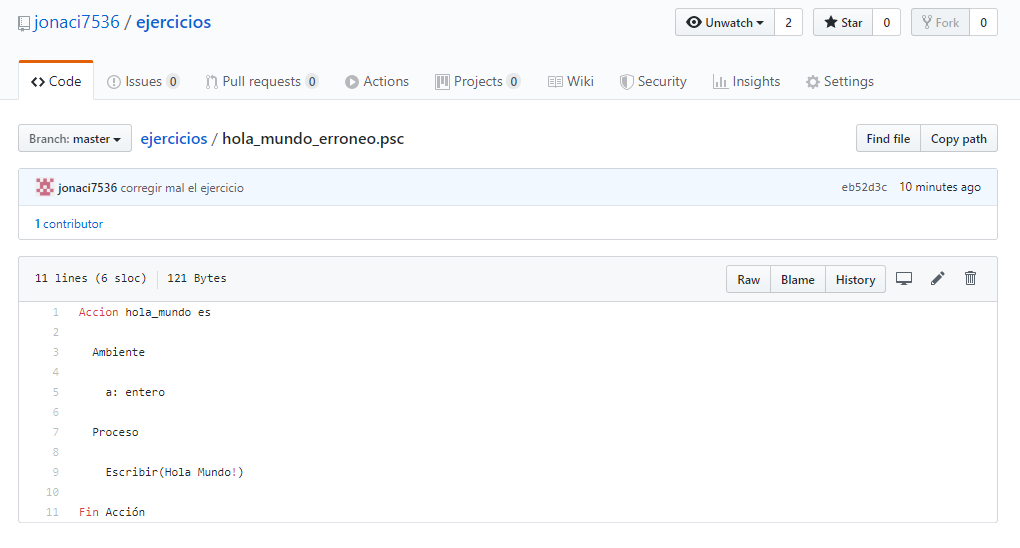 jonaci7536 / ejercicios
Unwatch 2 Star 0 Fork 0
Code Issues 0 Pull requests 0 Actions Projects 0 Wiki Security Insights Settings
Branch: master ejercicios / hola_mundo_erroneo.psc Find file Copy path
jonaci7536 corregir mal el ejercicio eb52d3c 10 minutes ago
1 contributor
11 lines (6 sloc) 121 Bytes Raw Blame History
1 Accion hola_mundo es
2
3 Ambiente
4
5 a: entero
6
7 Proceso
8
9 Escribir(Hola Mundo!)
10
11 Fin Acción